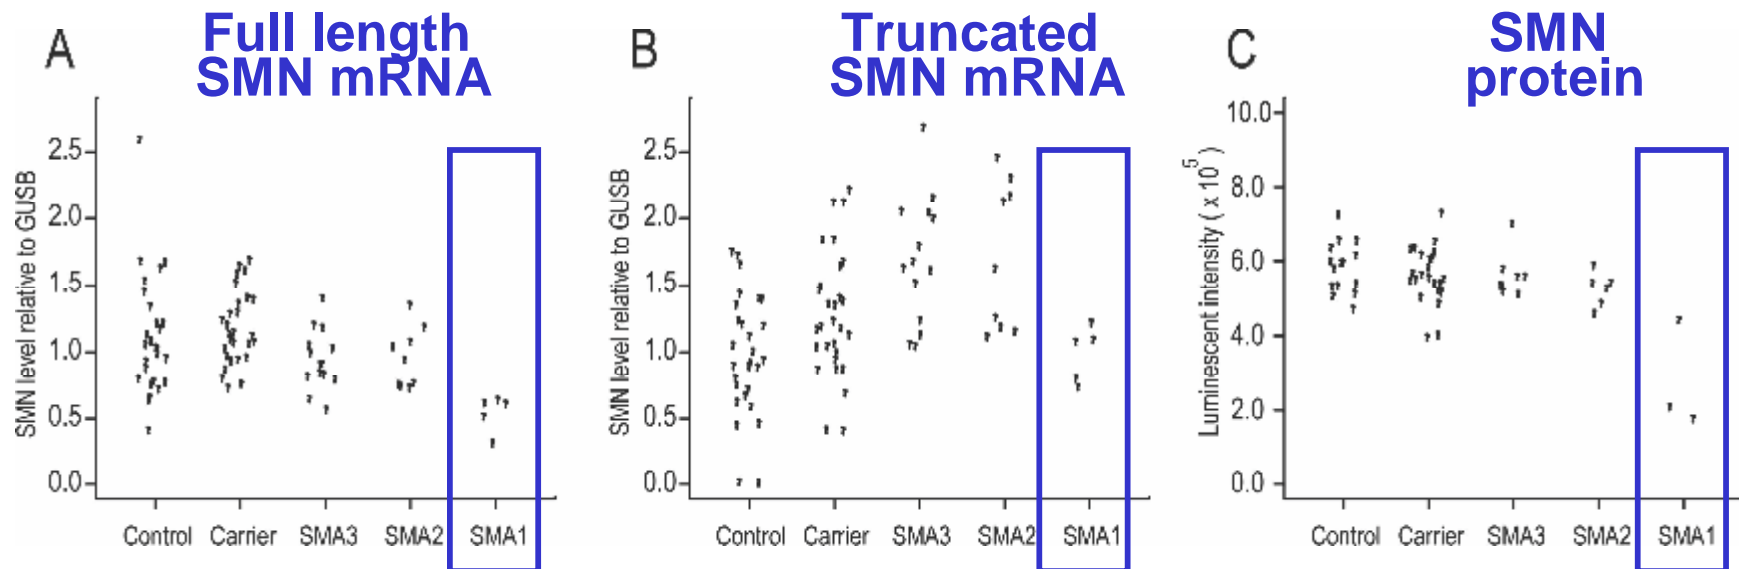 A
Full length
SMN mRNA
SMN level relative to GUSB
2.5
2.0
1.5
1.0
0.5
0.0
Control Carrier SMA3 SMA2 SMA1
B
Truncated
SMN mRNA
SMN level relative to GUSB
2.5
2.0
1.5
1.0
0.5
0.0
Control Carrier SMA3 SMA2 SMA1
C
SMN
protein
Luminescent intensity ( x 10⁵ )
10.0
8.0
6.0
4.0
2.0
0.0
Control Carrier SMA3 SMA2 SMA1